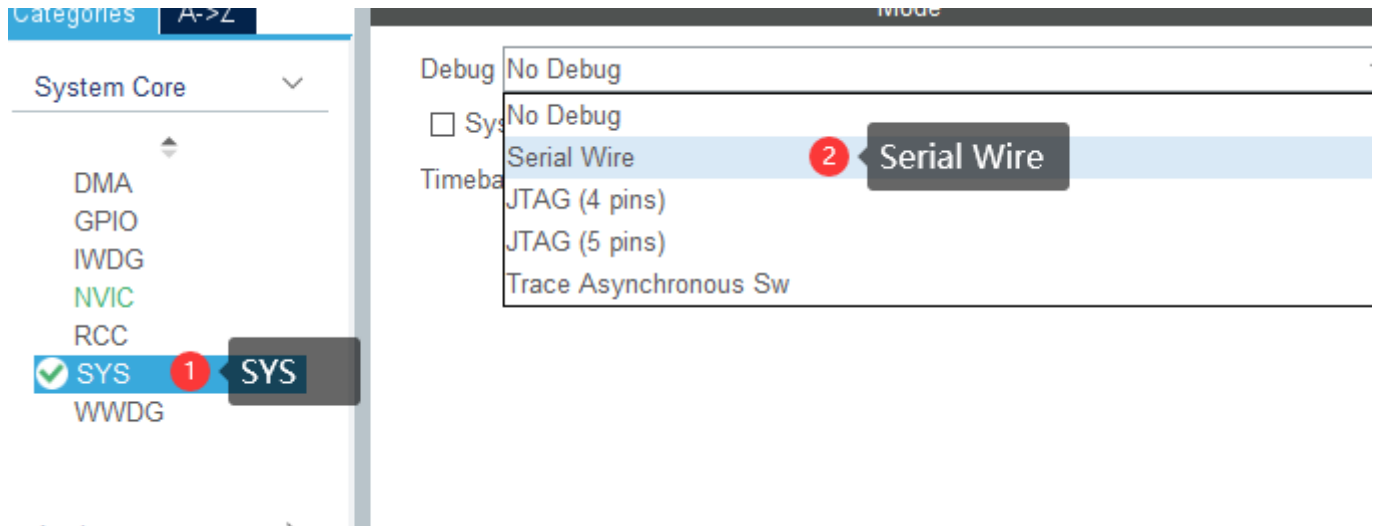 Categories A->Z
System Core
DMA
GPIO
IWDG
NVIC
RCC
SYS 1 SYS
WWDG
Mode
Debug No Debug
No Debug
Serial Wire 2 Serial Wire
JTAG (4 pins)
JTAG (5 pins)
Trace Asynchronous Sw